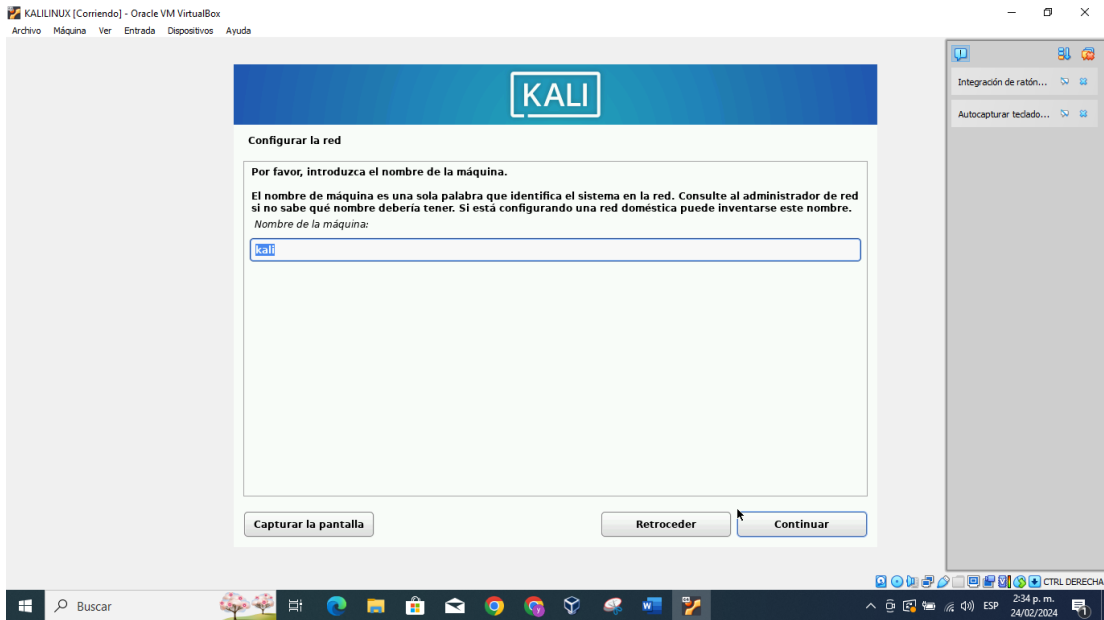 KALILINUX [Corriendo] - Oracle VM VirtualBox
Archivo Máquina Ver Entrada Dispositivos Ayuda
Integración de ratón...
Autocapturar teclado...
KALI
Configurar la red
Por favor, introduzca el nombre de la máquina.
El nombre de máquina es una sola palabra que identifica el sistema en la red. Consulte al administrador de red
si no sabe qué nombre debería tener. Si está configurando una red doméstica puede inventarse este nombre.
Nombre de la máquina:
kali
Capturar la pantalla Retroceder Continuar
CTRL DERECHA
Buscar ESP 2:34 p. m.
24/02/2024
1